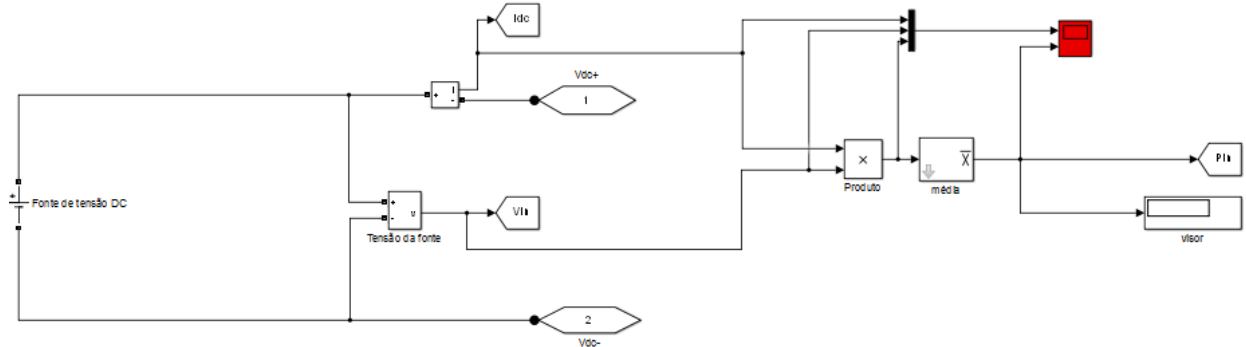 Idc
Vdc+
1
+
I
-
+
Fonte de tensão DC
+
-
v
Tensão da fonte
Vin
×
Produto
X
média
Pin
visor
2
Vdc-